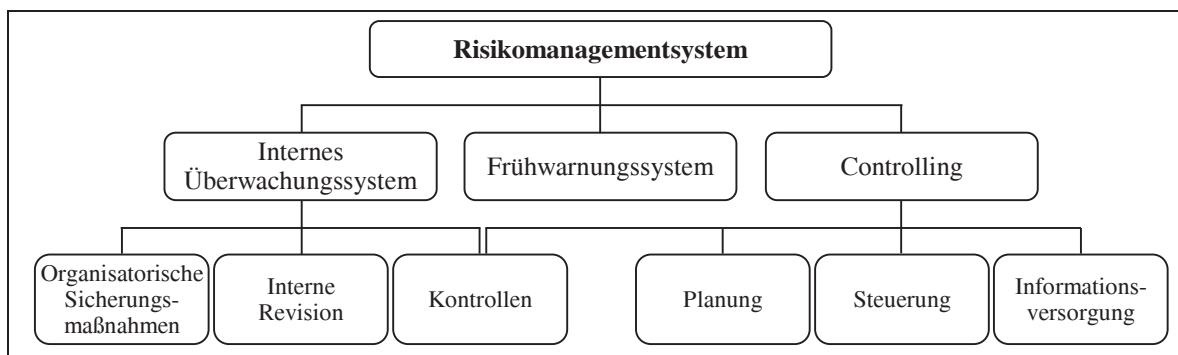 Risikomanagementsystem
Internes
Überwachungssystem
Frühwarnungssystem
Controlling
Organisatorische
Sicherungs-
maßnahmen
Interne
Revision
Kontrollen
Planung
Steuerung
Informations-
versorgung